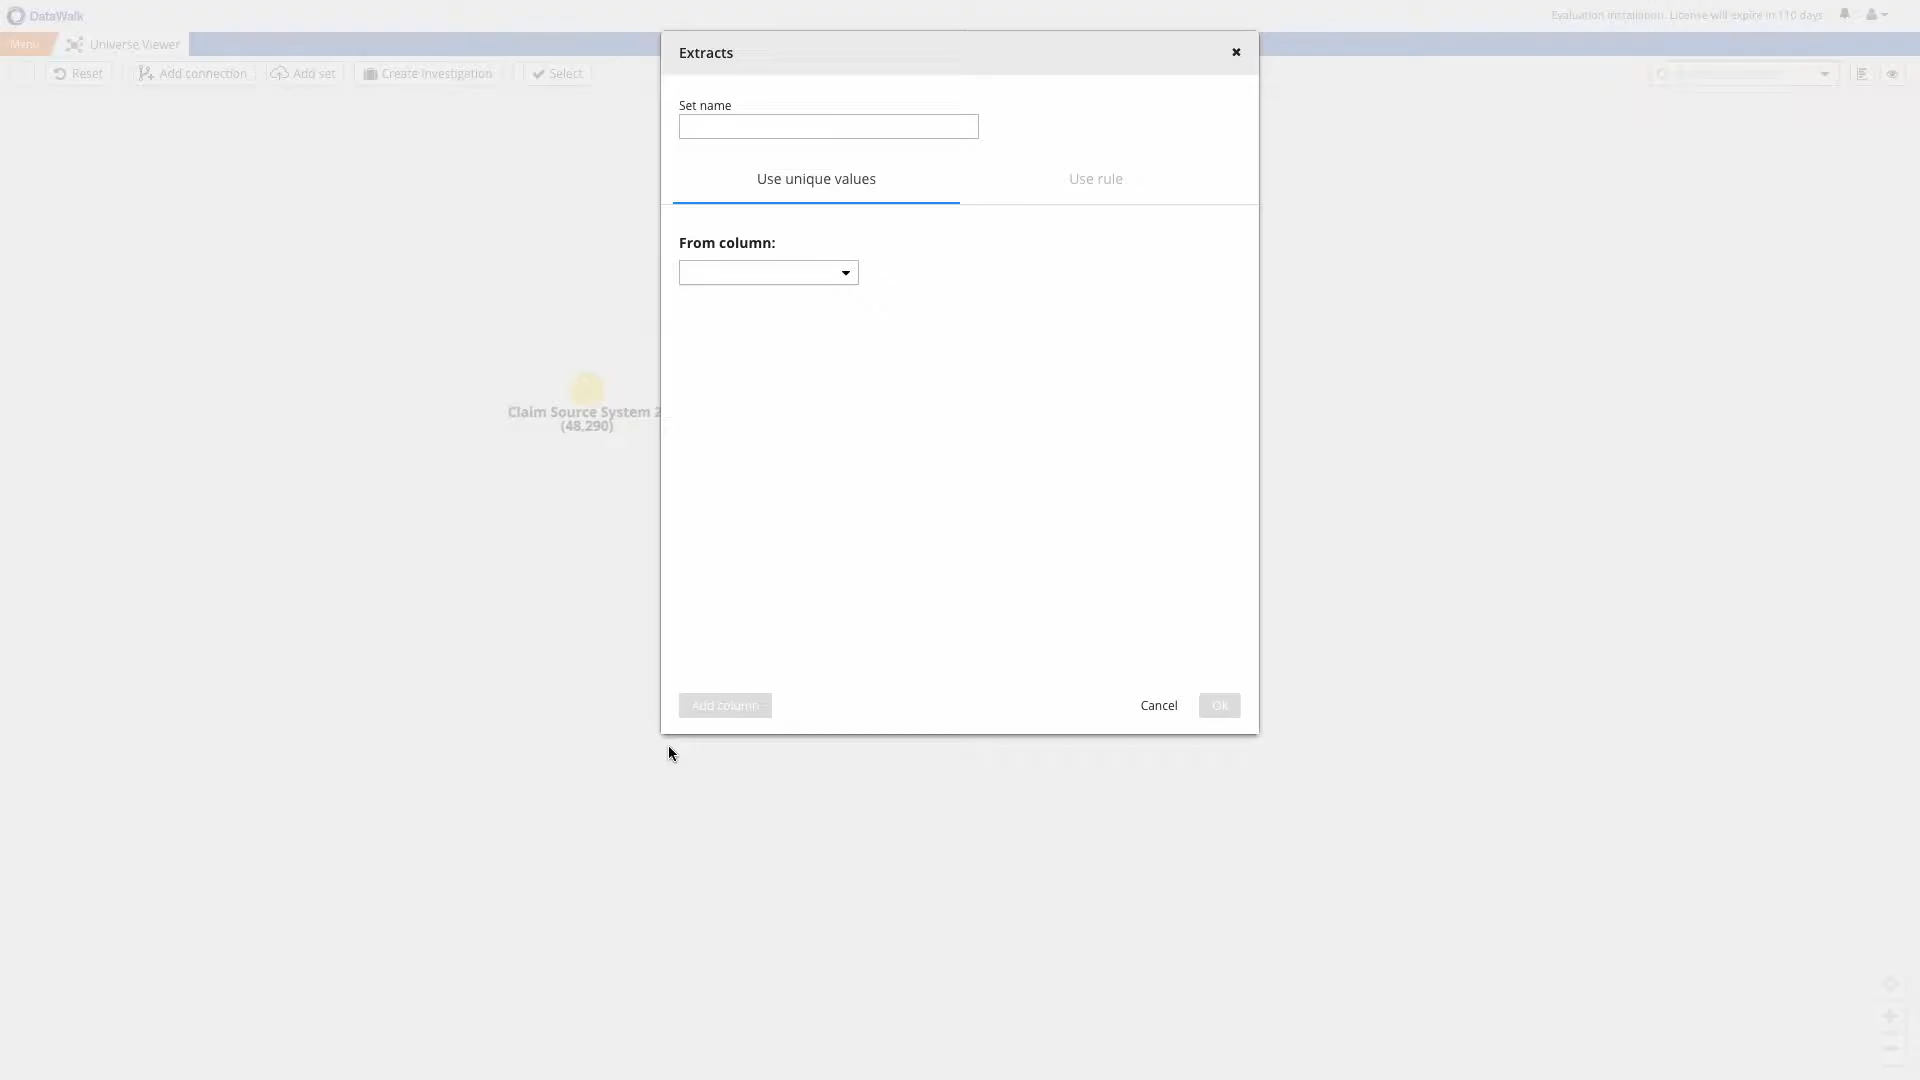 DataWalk
Evaluation Installation. License will expire in 110 days
Menu
Universe Viewer
Reset
Add connection
Add set
Create investigation
Select
Extracts
Set name
Use unique values
Use rule
From column:
Claim Source System 2
(48,290)
Add column
Cancel
Ok